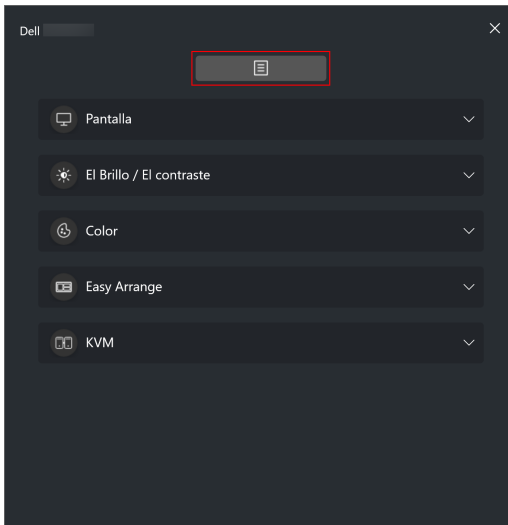 Dell
Pantalla
El Brillo / El contraste
Color
Easy Arrange
KVM